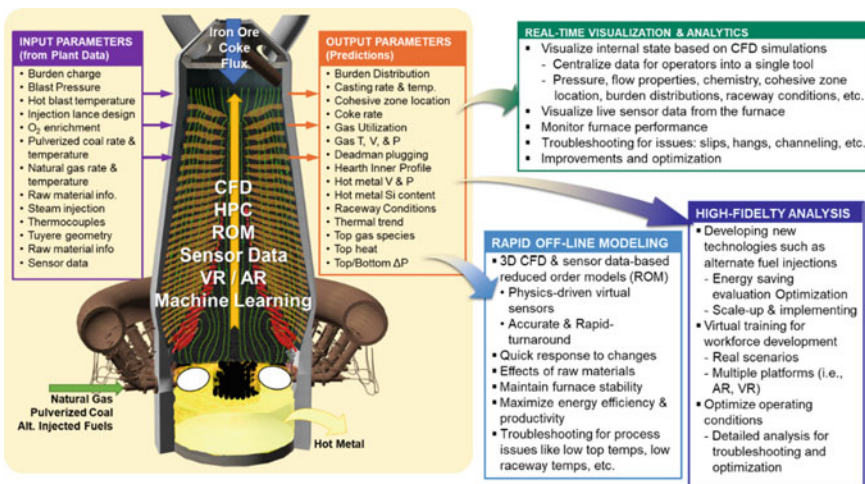 INPUT PARAMETERS
(from Plant Data)
▪ Burden charge
▪ Blast Pressure
▪ Hot blast temperature
▪ Injection lance design
▪ O₂ enrichment
▪ Pulverized coal rate &
temperature
▪ Natural gas rate &
temperature
▪ Raw material info.
▪ Steam injection
▪ Thermocouples
▪ Tuyere geometry
▪ Raw material info
▪ Sensor data
Iron Ore
Coke
Flux
CFD
HPC
ROM
Sensor Data
VR / AR
Machine Learning
Natural Gas
Pulverized Coal
Alt. Injected Fuels
Hot Metal
OUTPUT PARAMETERS
(Predictions)
▪ Burden Distribution
▪ Casting rate & temp.
▪ Cohesive zone location
▪ Coke rate
▪ Gas Utilization
▪ Gas T, V, & P
▪ Deadman plugging
▪ Hearth Inner Profile
▪ Hot metal V & P
▪ Hot metal Si content
▪ Raceway Conditions
▪ Thermal trend
▪ Top gas species
▪ Top heat
▪ Top/Bottom ΔP
REAL-TIME VISUALIZATION & ANALYTICS
▪ Visualize internal state based on CFD simulations
- Centralize data for operators into a single tool
- Pressure, flow properties, chemistry, cohesive zone
location, burden distributions, raceway conditions, etc.
▪ Visualize live sensor data from the furnace
▪ Monitor furnace performance
▪ Troubleshooting for issues: slips, hangs, channeling, etc.
▪ Improvements and optimization
RAPID OFF-LINE MODELING
▪ 3D CFD & sensor data-based
reduced order models (ROM)
▪ Physics-driven virtual
sensors
▪ Accurate & Rapid-
turnaround
▪ Quick response to changes
▪ Effects of raw materials
▪ Maintain furnace stability
▪ Maximize energy efficiency &
productivity
▪ Troubleshooting for process
issues like low top temps, low
raceway temps, etc.
HIGH-FIDELTY ANALYSIS
▪ Developing new
technologies such as
alternate fuel injections
- Energy saving
evaluation Optimization
- Scale-up & implementing
▪ Virtual training for
workforce development
- Real scenarios
- Multiple platforms (i.e.,
AR, VR)
▪ Optimize operating
conditions
- Detailed analysis for
troubleshooting and
optimization